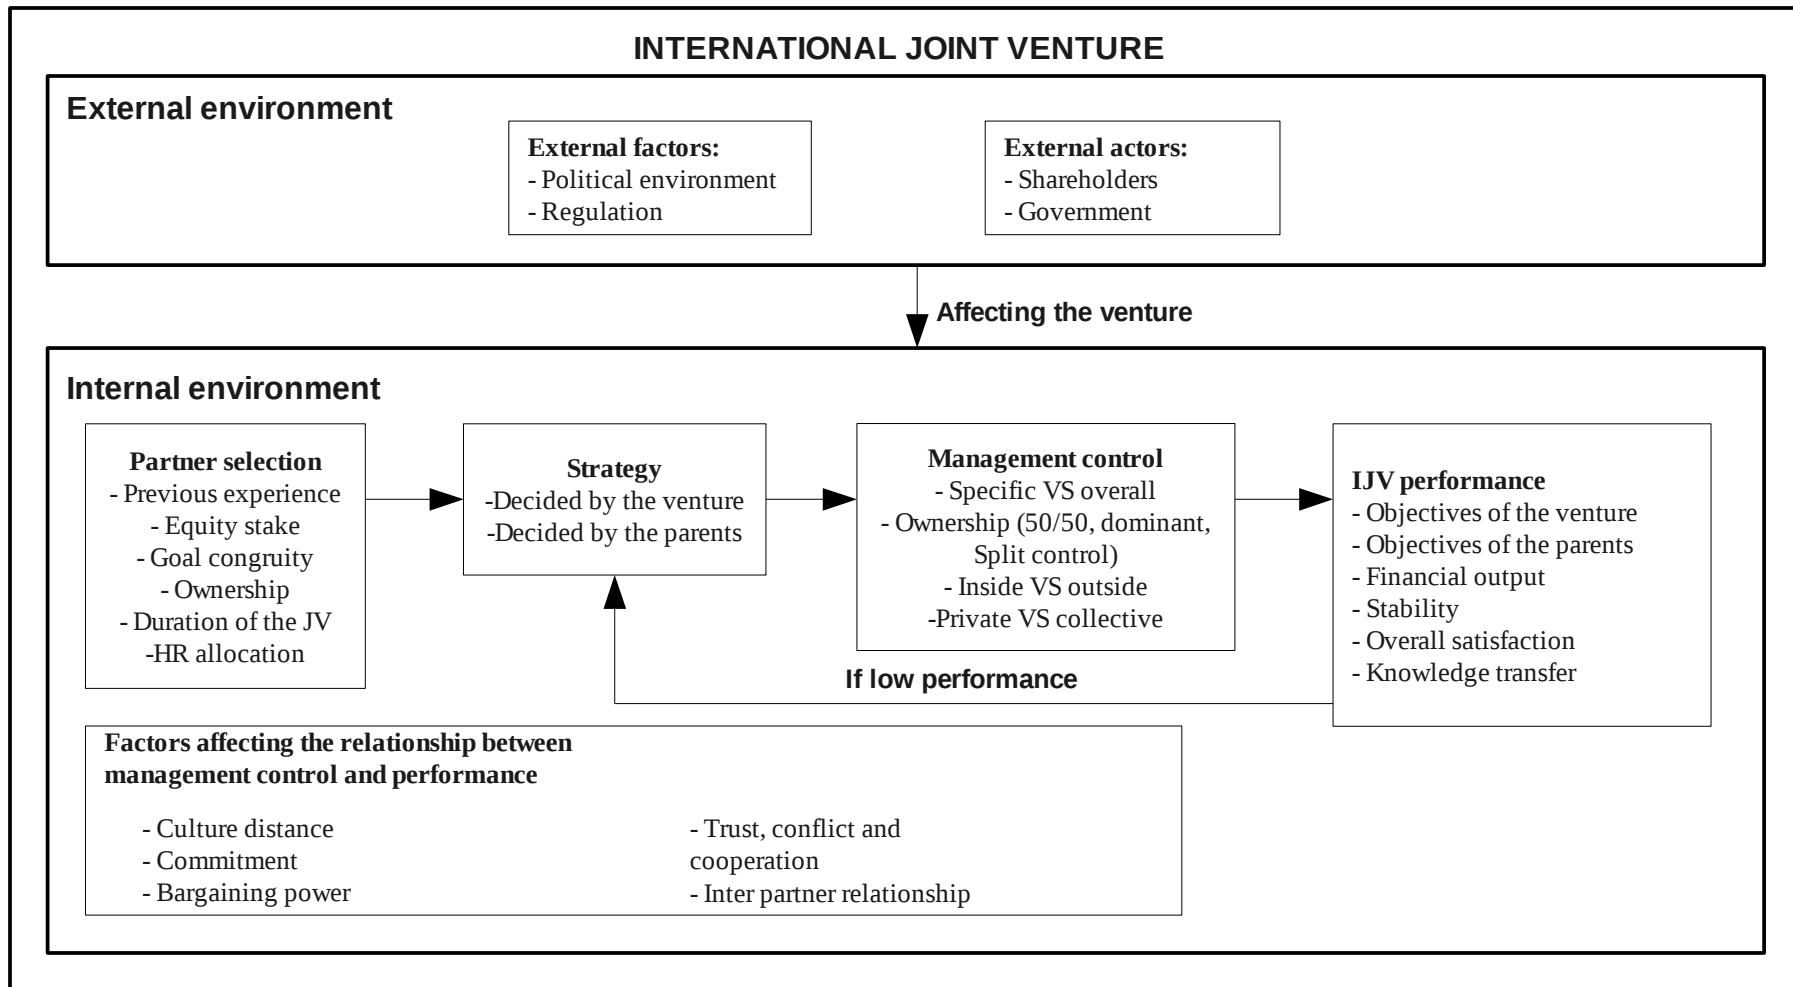 INTERNATIONAL JOINT VENTURE
External environment
External factors:
- Political environment
- Regulation
External actors:
- Shareholders
- Government
Affecting the venture
Internal environment
Partner selection
- Previous experience
- Equity stake
- Goal congruity
- Ownership
- Duration of the JV
-HR allocation
Strategy
-Decided by the venture
-Decided by the parents
Management control
- Specific VS overall
- Ownership (50/50, dominant,
Split control)
- Inside VS outside
-Private VS collective
IJV performance
- Objectives of the venture
- Objectives of the parents
- Financial output
- Stability
- Overall satisfaction
- Knowledge transfer
If low performance
Factors affecting the relationship between
management control and performance
- Culture distance
- Commitment
- Bargaining power
- Trust, conflict and
cooperation
- Inter partner relationship